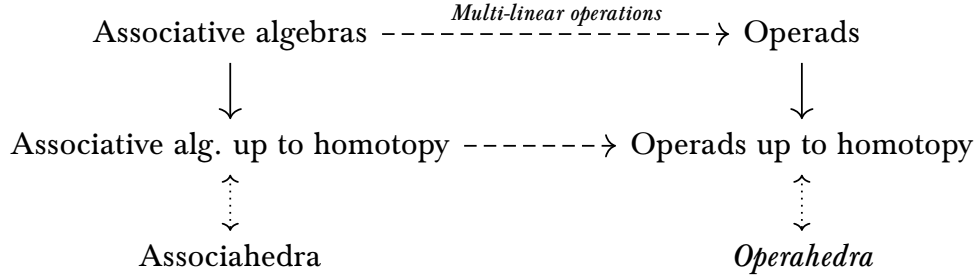 Multi-linear operations
Associative algebras Operads
Associative alg. up to homotopy Operads up to homotopy
Associahedra Operahedra